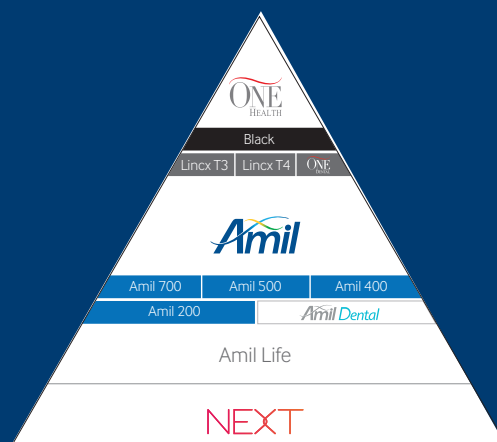 ONE
HEALTH
Black
Lincx T3 Lincx T4 ONE DENTAL
Amil
Amil 700 Amil 500 Amil 400
Amil 200 Amil Dental
Amil Life
NEXT